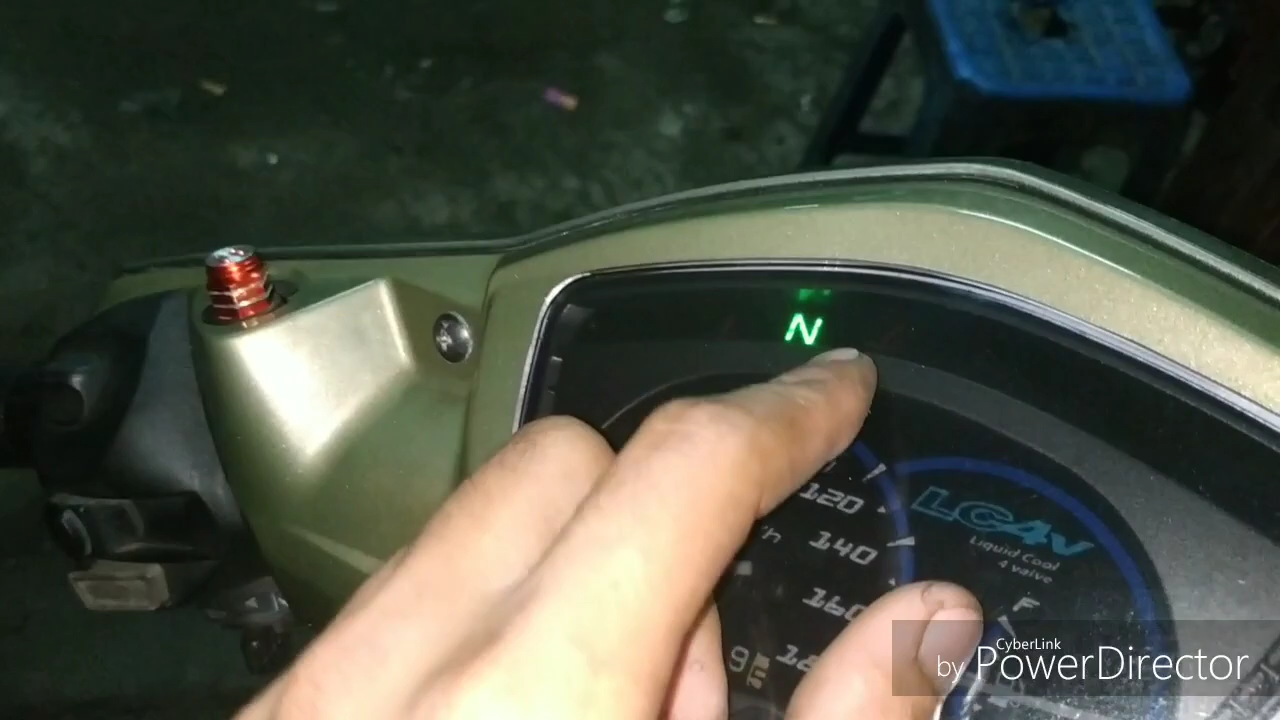 N
120
140
160
LC4V
Liquid Cool
4 valve
F
CyberLink
by PowerDirector